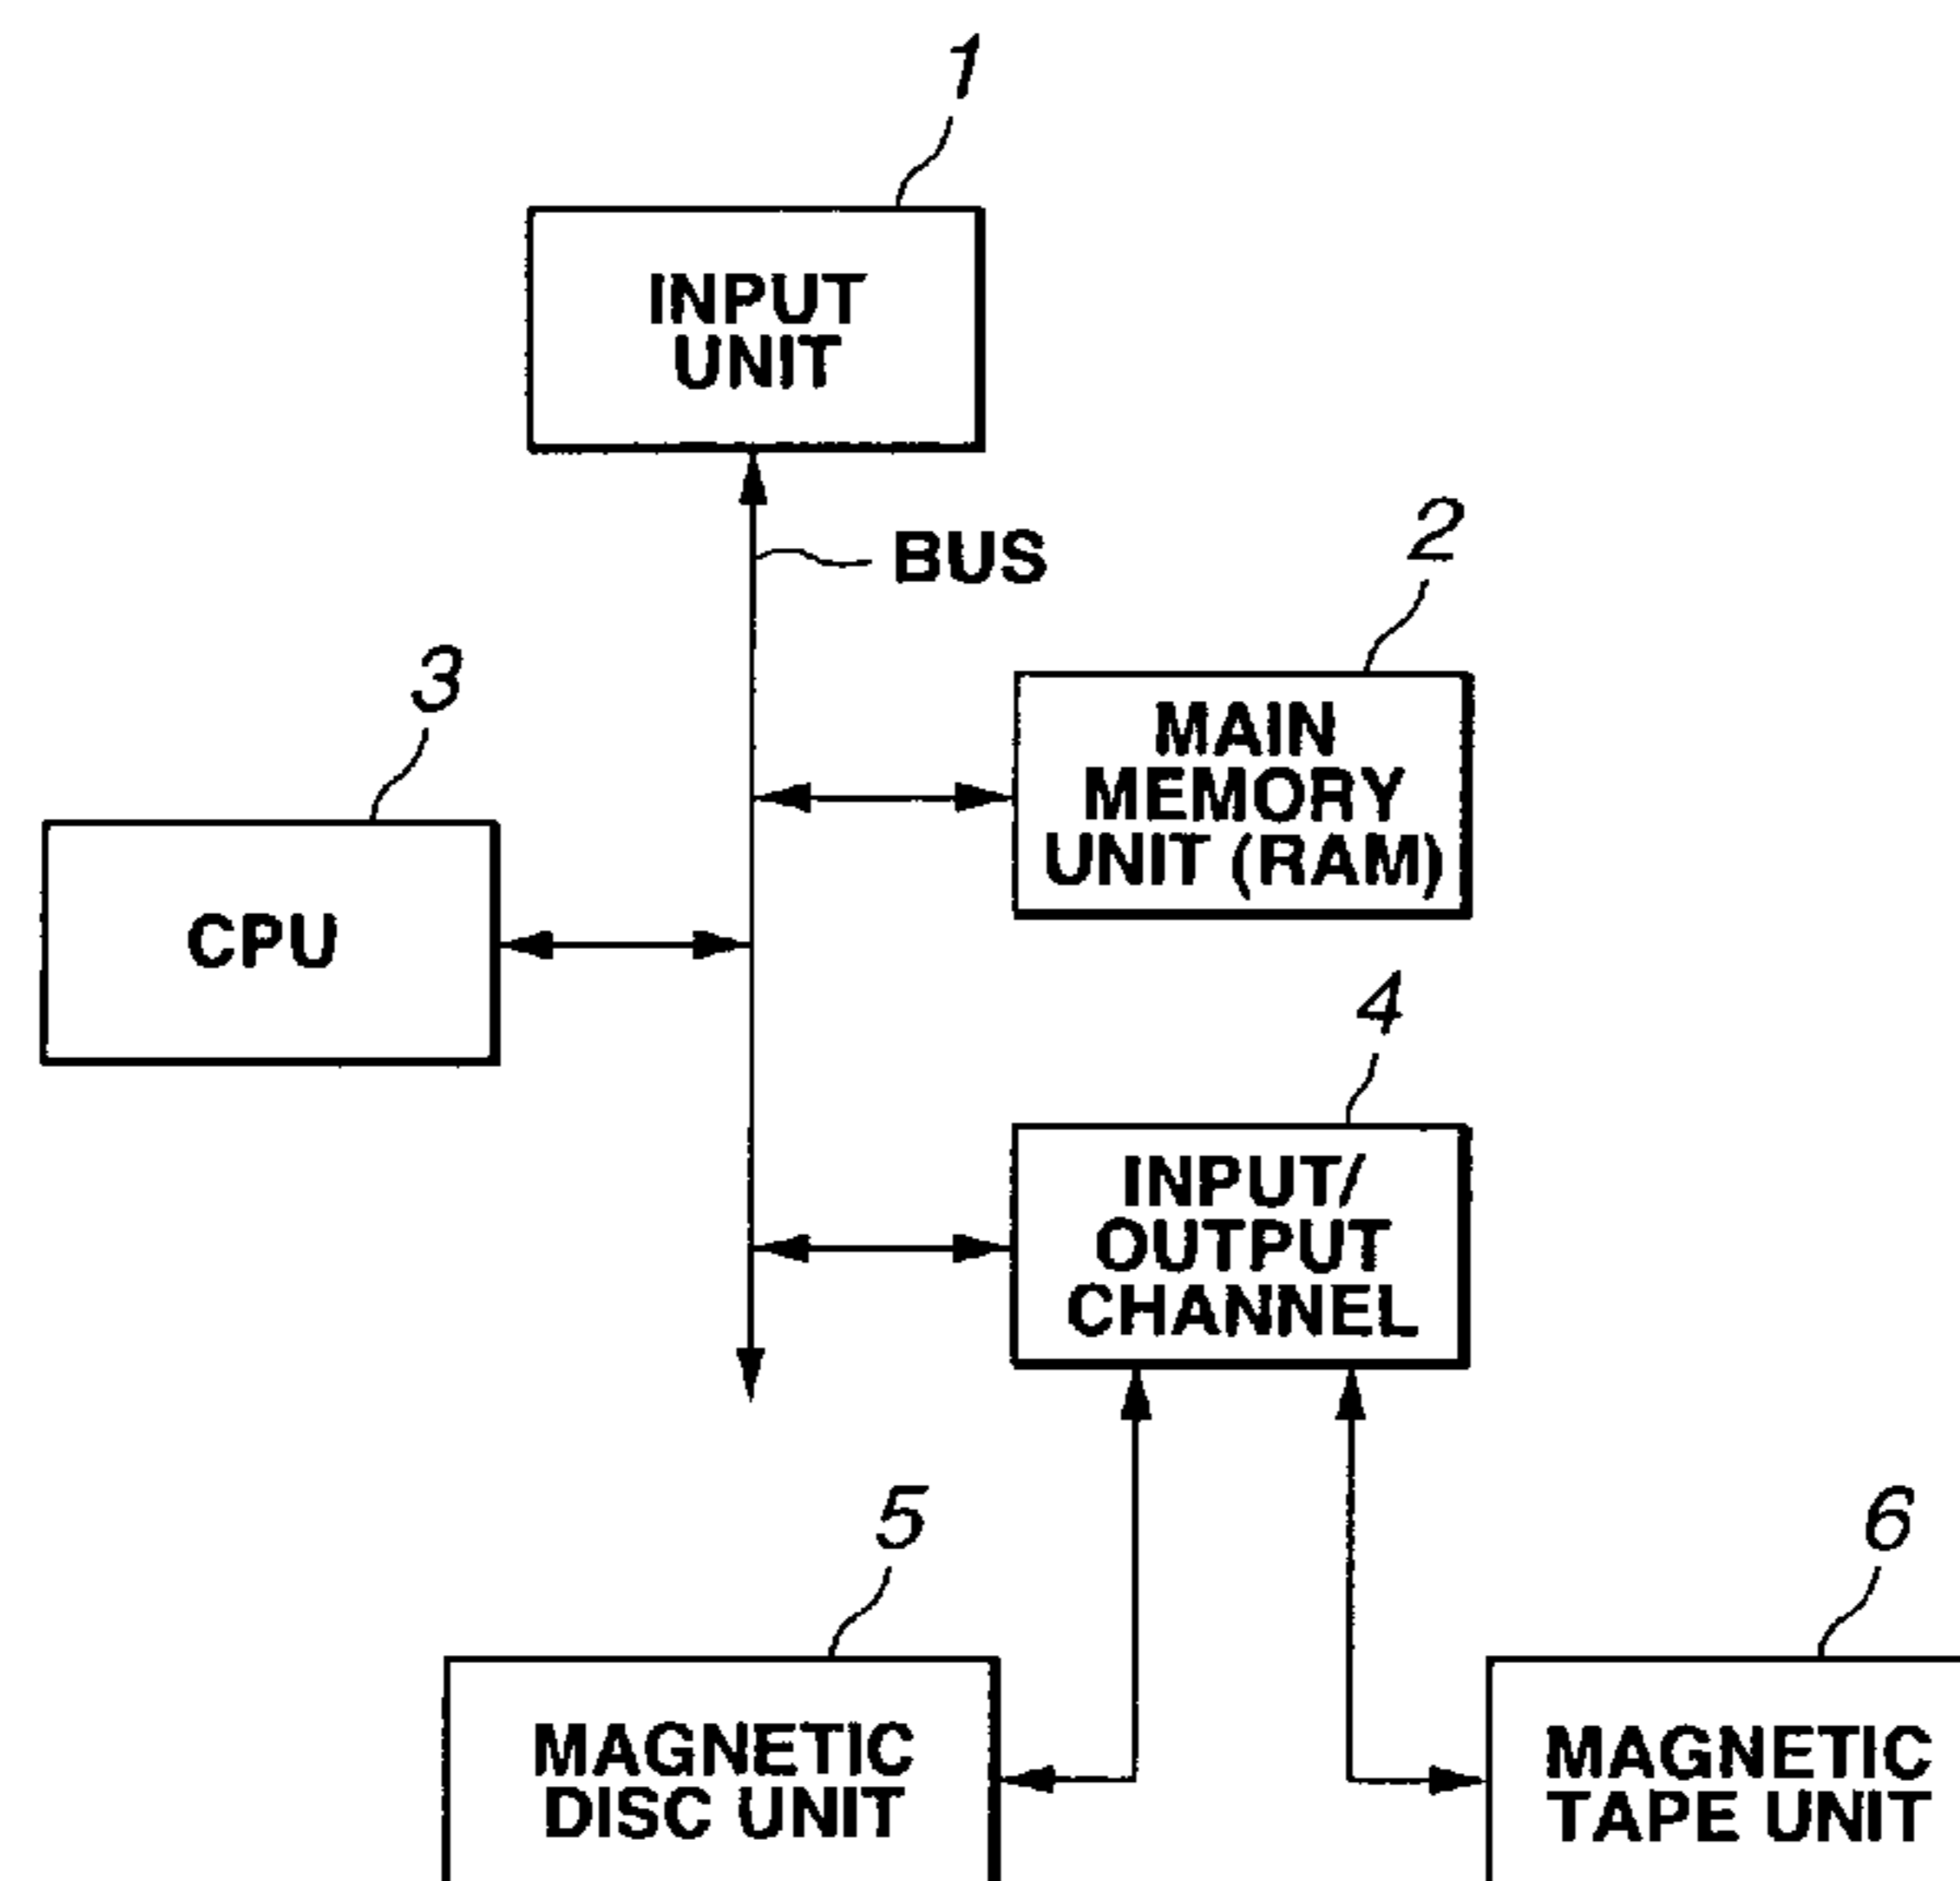 1
INPUT
UNIT
BUS
2
3
MAIN
MEMORY
UNIT (RAM)
CPU
4
INPUT/
OUTPUT
CHANNEL
5
6
MAGNETIC
DISC UNIT
MAGNETIC
TAPE UNIT